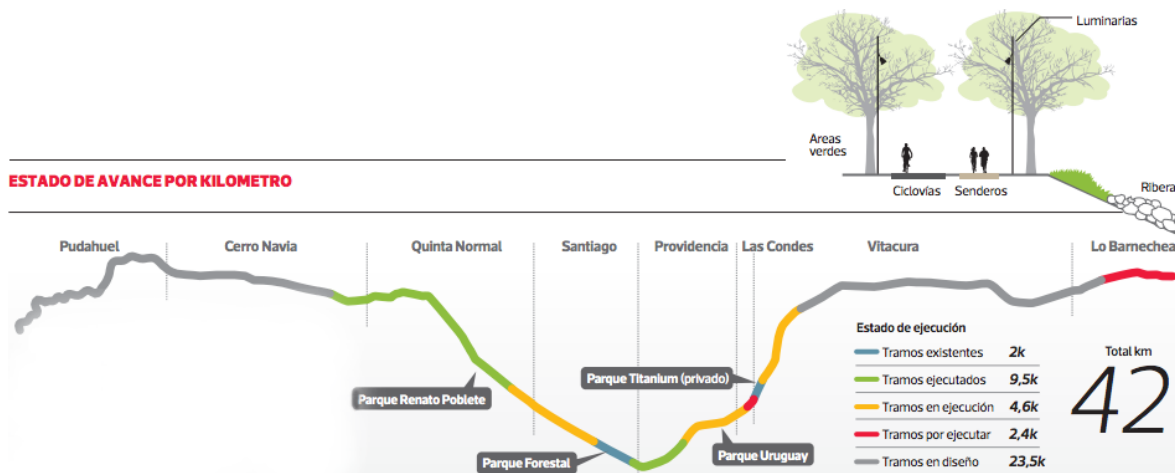 Luminarias
Areas
verdes
Ciclovías Senderos
Ribera
ESTADO DE AVANCE POR KILOMETRO
Pudahuel Cerro Navia Quinta Normal Santiago Providencia Las Condes Vitacura Lo Barnechea
Parque Titanium (privado)
Parque Renato Poblete
Parque Forestal
Parque Uruguay
Estado de ejecución
Tramos existentes 2k
Tramos ejecutados 9,5k
Tramos en ejecución 4,6k
Tramos por ejecutar 2,4k
Tramos en diseño 23,5k
Total km
42